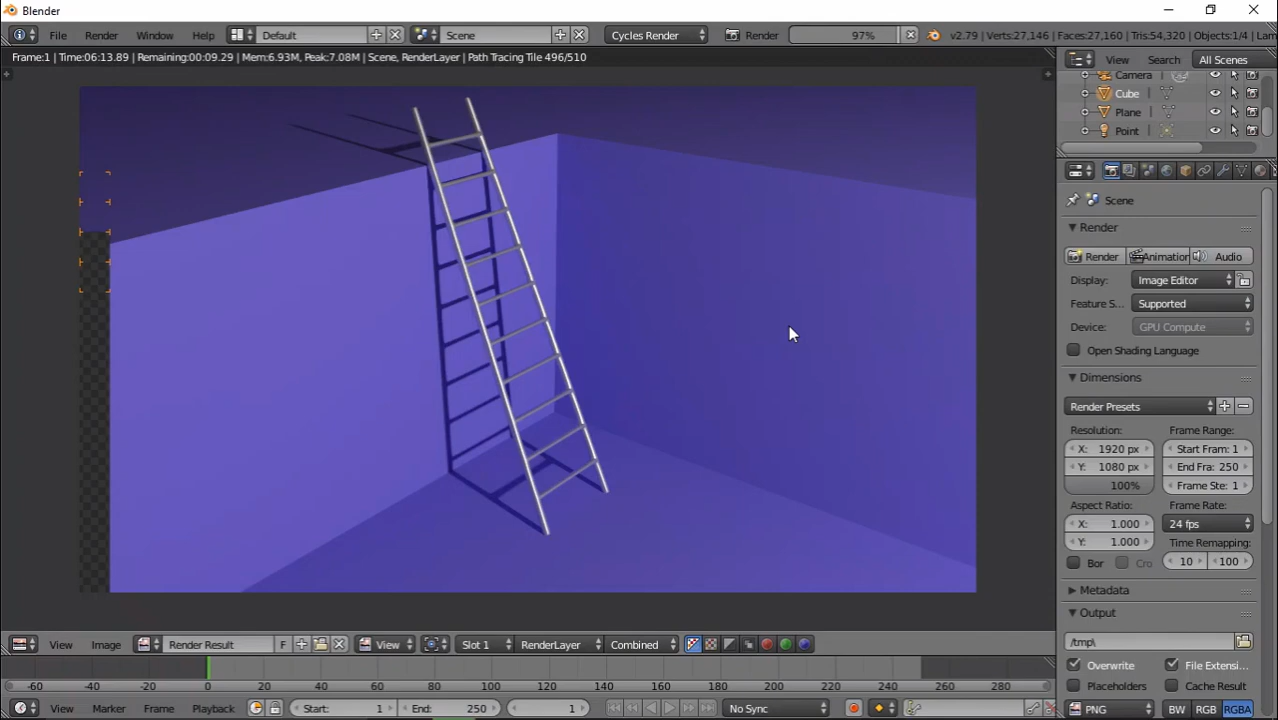 Blender
File Render Window Help Default Scene Cycles Render Render 97% v2.79 | Verts:27,146 | Faces:27,160 | Tris:54,320 | Objects:1/4 | Lam
Frame:1 | Time:06:13.89 | Remaining:00:09.29 | Mem:6.93M, Peak:7.08M | Scene, RenderLayer | Path Tracing Tile 496/510
View Search All Scenes
Camera
Cube
Plane
Point
Scene
Render
Render Animation Audio
Display: Image Editor
Feature S... Supported
Device: GPU Compute
Open Shading Language
Dimensions
Render Presets
Resolution: Frame Range:
X: 1920 px Start Fram: 1
Y: 1080 px End Fra: 250
100% Frame Ste: 1
Aspect Ratio: Frame Rate:
X: 1.000 24 fps
Y: 1.000 Time Remapping:
Bor Cro 10 100
Metadata
Output
/tmp\
Overwrite File Extensi...
Placeholders Cache Result
PNG BW RGB RGBA
View Image Render Result F View Slot 1 RenderLayer Combined
-60 -40 -20 0 20 40 60 80 100 120 140 160 180 200 220 240 260 280
View Marker Frame Playback Start: 1 End: 250 1 No Sync